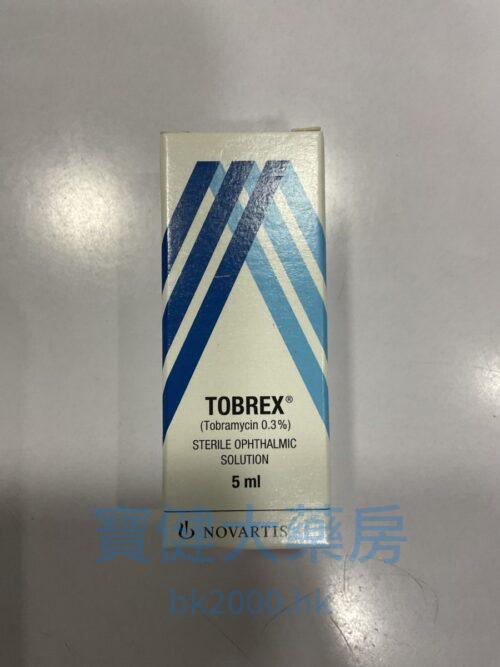 TOBREX®
(Tobramycin 0.3%)
STERILE OPHTHALMIC
SOLUTION
5 ml
NOVARTIS
寶健大藥房
bk2000.hk